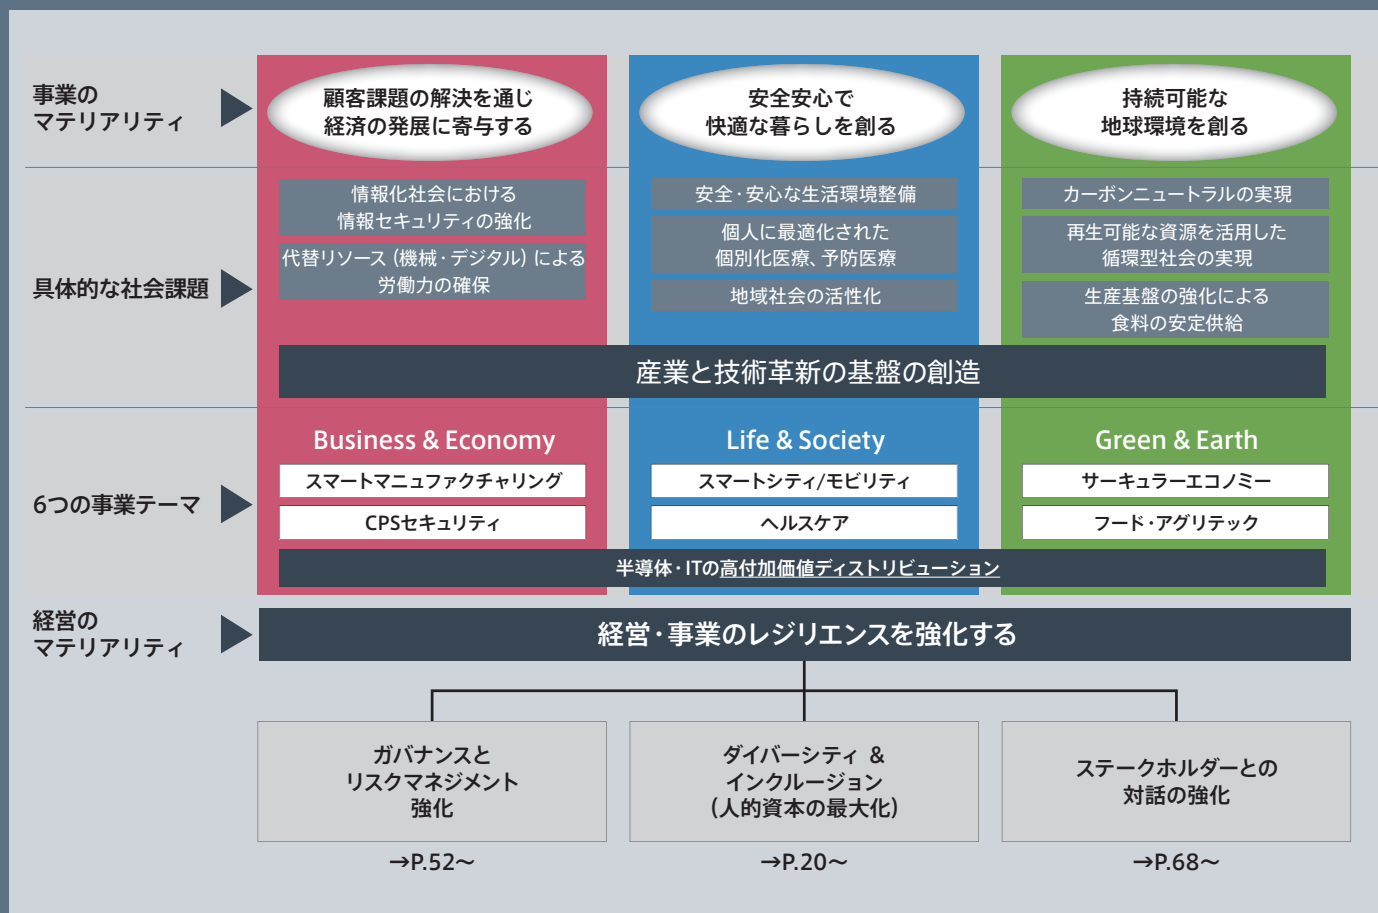 事業の
マテリアリティ
顧客課題の解決を通じ
経済の発展に寄与する
安全安心で
快適な暮らしを創る
持続可能な
地球環境を創る
具体的な社会課題
情報化社会における
情報セキュリティの強化
代替リソース（機械・デジタル）による
労働力の確保
安全・安心な生活環境整備
個人に最適化された
個別化医療、予防医療
地域社会の活性化
カーボンニュートラルの実現
再生可能な資源を活用した
循環型社会の実現
生産基盤の強化による
食料の安定供給
産業と技術革新の基盤の創造
6つの事業テーマ
Business & Economy
スマートマニュファクチャリング
CPSセキュリティ
Life & Society
スマートシティ/モビリティ
ヘルスケア
Green & Earth
サーキュラーエコノミー
フード・アグリテック
半導体・ITの高付加価値ディストリビューション
経営の
マテリアリティ
経営・事業のレジリエンスを強化する
ガバナンスと
リスクマネジメント
強化
→P.52～
ダイバーシティ ＆
インクルージョン
（人的資本の最大化）
→P.20～
ステークホルダーとの
対話の強化
→P.68～